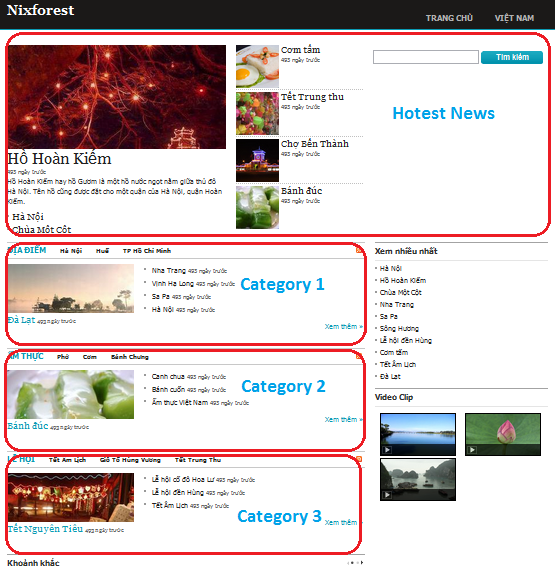 Nixforest
TRANG CHỦ VIỆT NAM
Hồ Hoàn Kiếm
493 ngày trước
Hồ Hoàn Kiếm hay hồ Gươm là một hồ nước ngọt nằm giữa thủ đô
Hà Nội. Tên hồ cũng được đặt cho một quận của Hà Nội, quận Hoàn
Kiếm.
Hà Nội
Chùa Một Cột
Cơm tấm
493 ngày trước
Tết Trung thu
493 ngày trước
Chợ Bến Thành
493 ngày trước
Bánh đúc
493 ngày trước
Tìm kiếm
Hotest News
ĐỊA ĐIỂM Hà Nội Huế TP Hồ Chí Minh
Đà Lạt 493 ngày trước
Nha Trang 493 ngày trước
Vịnh Hạ Long 493 ngày trước
Sa Pa 493 ngày trước
Hà Nội 493 ngày trước
Category 1
Xem thêm »
ẨM THỰC Phở Cơm Bánh Chưng
Bánh đúc 493 ngày trước
Canh chua 493 ngày trước
Bánh cuốn 493 ngày trước
Ẩm thực Việt Nam 493 ngày trước
Category 2
Xem thêm »
LỄ HỘI Tết Âm Lịch Giỗ Tổ Hùng Vương Tết Trung Thu
Tết Nguyên Tiêu 493 ngày trước
Lễ hội cố đô Hoa Lư 493 ngày trước
Lễ hội đền Hùng 493 ngày trước
Tết Âm Lịch 493 ngày trước
Category 3
Xem thêm »
Khoảnh khắc
Xem nhiều nhất
Hà Nội
Hồ Hoàn Kiếm
Chùa Một Cột
Nha Trang
Sa Pa
Sông Hương
Lễ hội đền Hùng
Cơm tấm
Tết Âm Lịch
Đà Lạt
Video Clip